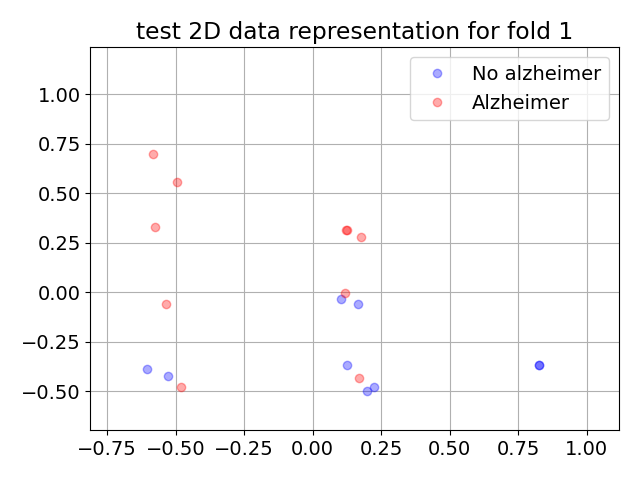 test 2D data representation for fold 1
No alzheimer
Alzheimer
1.00
0.75
0.50
0.25
0.00
−0.25
−0.50
−0.75 −0.50 −0.25 0.00 0.25 0.50 0.75 1.00